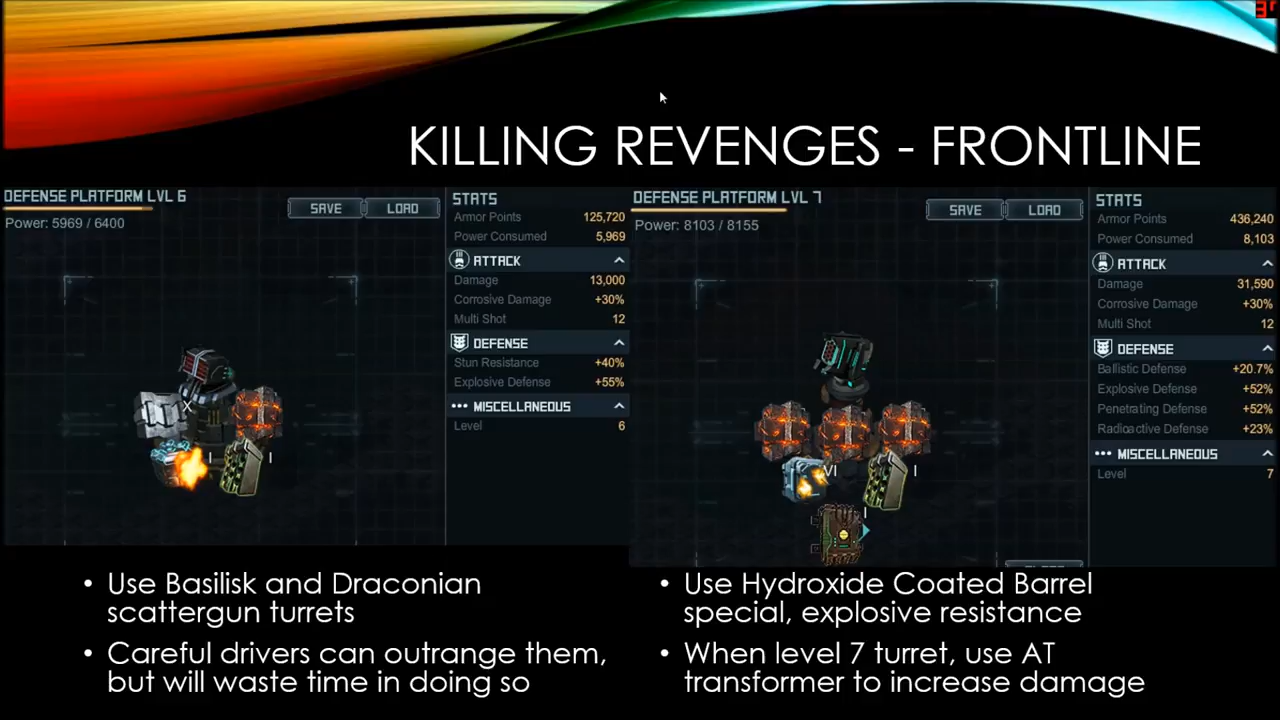 KILLING REVENGES - FRONTLINE
DEFENSE PLATFORM LVL 6
Power: 5969 / 6400
SAVE
LOAD
STATS
Armor Points 125,720
Power Consumed 5,969
ATTACK
Damage 13,000
Corrosive Damage +30%
Multi Shot 12
DEFENSE
Stun Resistance +40%
Explosive Defense +55%
MISCELLANEOUS
Level 6
X
I
I
DEFENSE PLATFORM LVL 7
Power: 8103 / 8155
SAVE
LOAD
STATS
Armor Points 436,240
Power Consumed 8,103
ATTACK
Damage 31,590
Corrosive Damage +30%
Multi Shot 12
DEFENSE
Ballistic Defense +20.7%
Explosive Defense +52%
Penetrating Defense +52%
Radioactive Defense +23%
MISCELLANEOUS
Level 7
VI
I
I
• Use Basilisk and Draconian
scattergun turrets
• Careful drivers can outrange them,
but will waste time in doing so
• Use Hydroxide Coated Barrel
special, explosive resistance
• When level 7 turret, use AT
transformer to increase damage